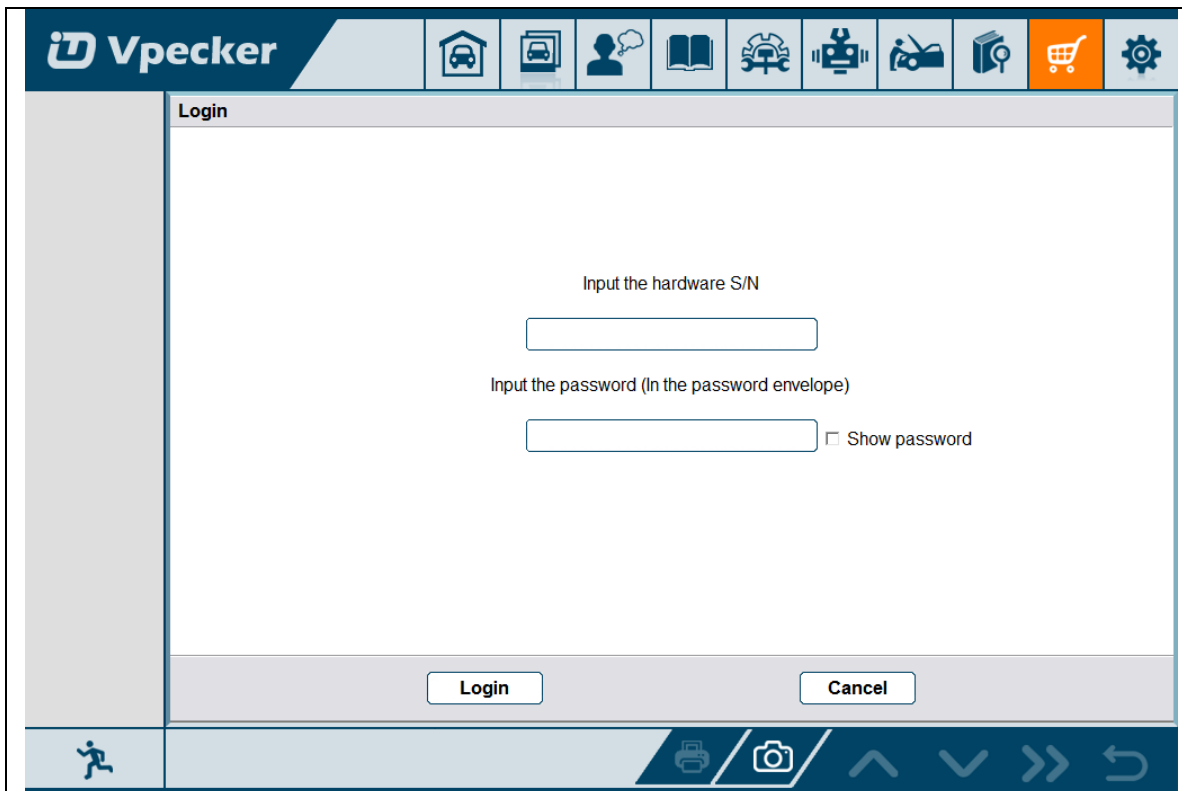 Vpecker
Login
Input the hardware S/N
Input the password (In the password envelope)
Show password
Login
Cancel